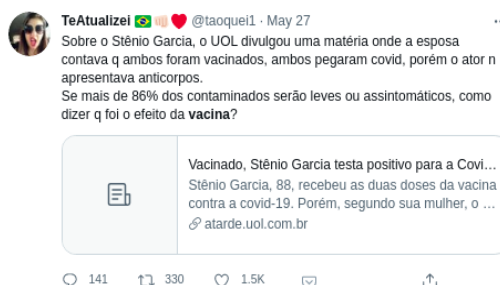 TeAtualizei 🇧🇷👊🏻❤️ @taoquei1 · May 27
Sobre o Stênio Garcia, o UOL divulgou uma matéria onde a esposa
contava q ambos foram vacinados, ambos pegaram covid, porém o ator n
apresentava anticorpos.
Se mais de 86% dos contaminados serão leves ou assintomáticos, como
dizer q foi o efeito da vacina?
Vacinado, Stênio Garcia testa positivo para a Covi...
Stênio Garcia, 88, recebeu as duas doses da vacina
contra a covid-19. Porém, segundo sua mulher, o ...
atarde.uol.com.br
141 330 1.5K